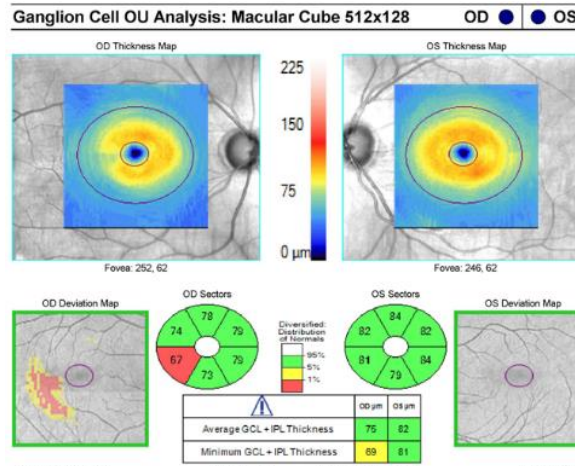 Ganglion Cell OU Analysis: Macular Cube 512x128 OD OS
OD Thickness Map
OS Thickness Map
225
150
75
0 µm
Fovea: 252, 62
Fovea: 246, 62
OD Deviation Map
OD Sectors
OS Sectors
OS Deviation Map
78
74 79
67 79
73
Diversified:
Distribution
of Normals
95%
5%
1%
84
82 82
81 84
79
OD µm OS µm
Average GCL + IPL Thickness 75 82
Minimum GCL + IPL Thickness 69 81